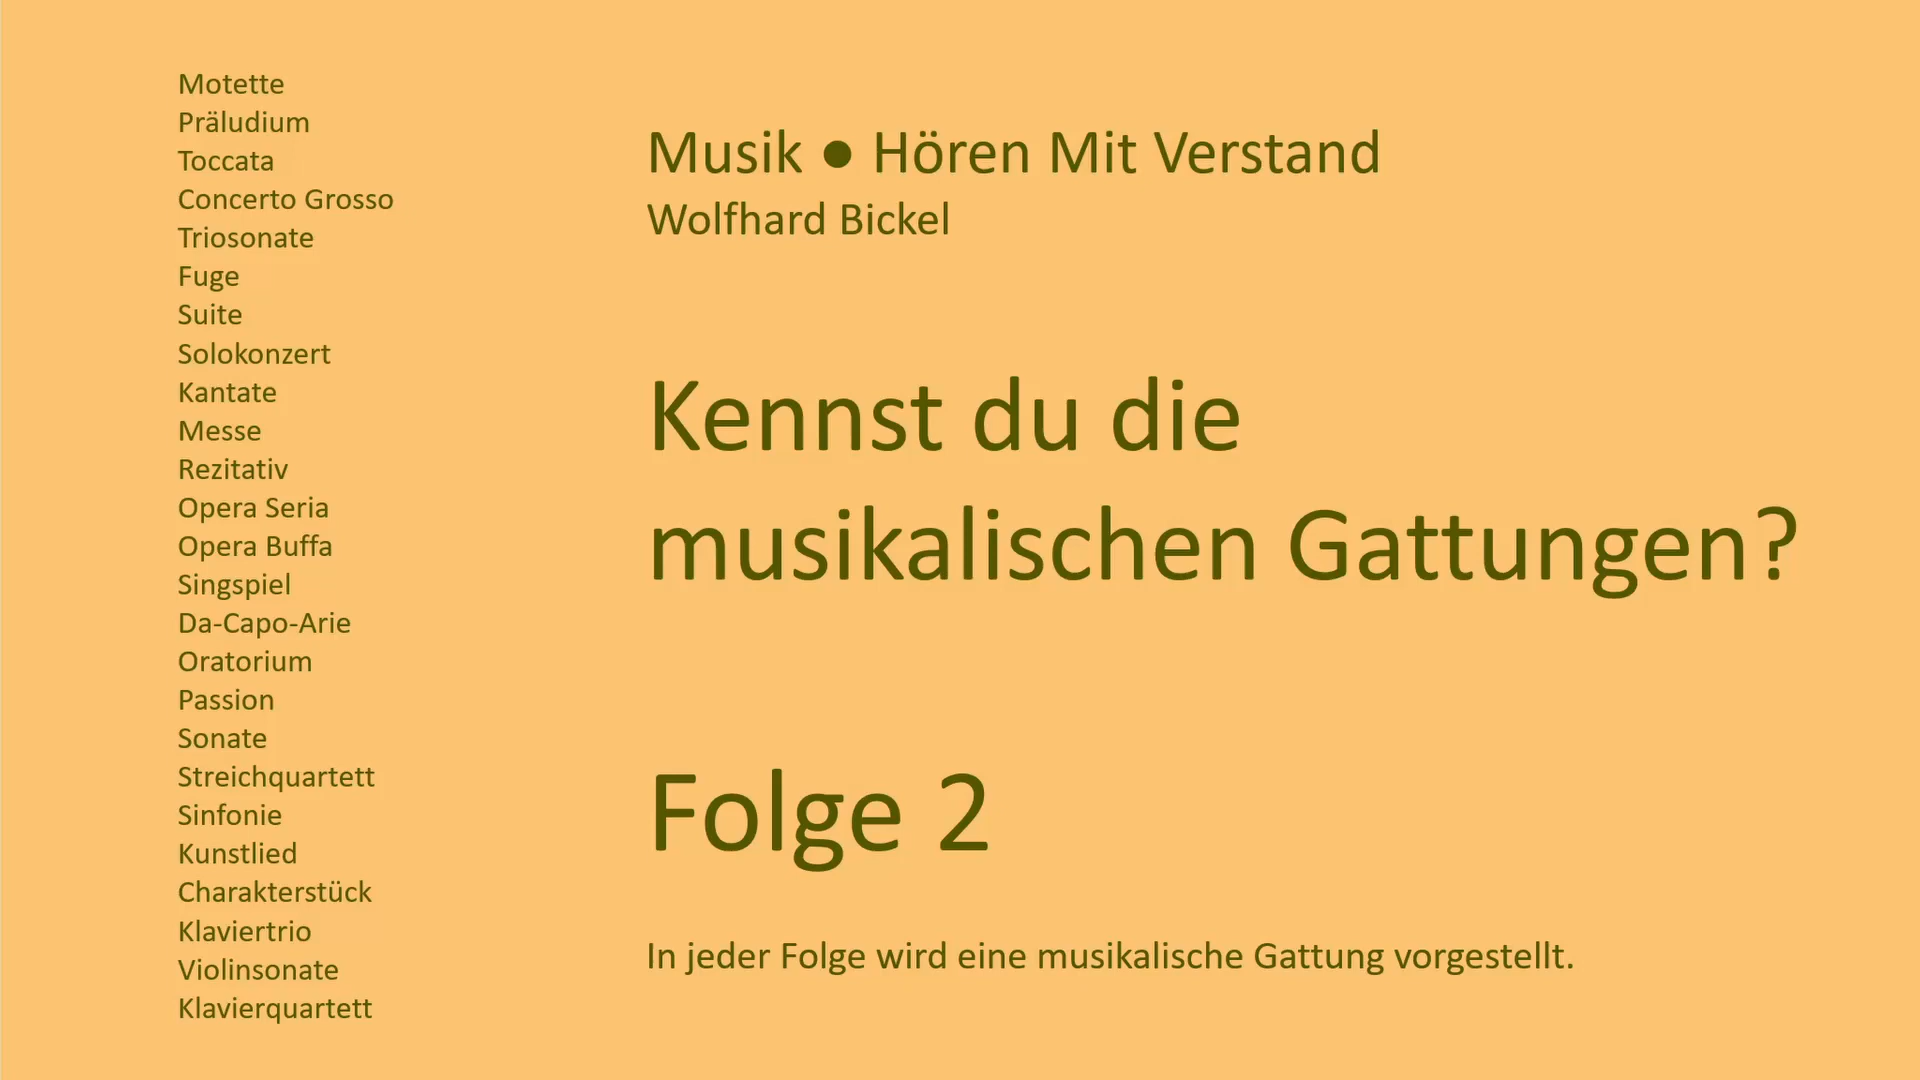 Motette
Präludium
Toccata
Concerto Grosso
Triosonate
Fuge
Suite
Solokonzert
Kantate
Messe
Rezitativ
Opera Seria
Opera Buffa
Singspiel
Da-Capo-Arie
Oratorium
Passion
Sonate
Streichquartett
Sinfonie
Kunstlied
Charakterstück
Klaviertrio
Violinsonate
Klavierquartett
Musik ● Hören Mit Verstand
Wolfhard Bickel
Kennst du die
musikalischen Gattungen?
Folge 2
In jeder Folge wird eine musikalische Gattung vorgestellt.